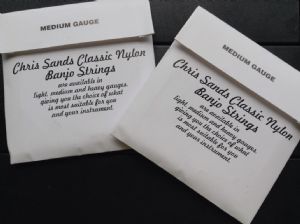 MEDIUM GAUGE
Chris Sands Classic Nylon
Banjo Strings
are available in
light, medium and heavy gauges,
giving you the choice of what
is most suitable for you
and your instrument.
MEDIUM GAUGE
Chris Sands Classic Nylon
Banjo Strings
are available in
light, medium and heavy gauges,
giving you the choice of what
is most suitable for you
and your instrument.